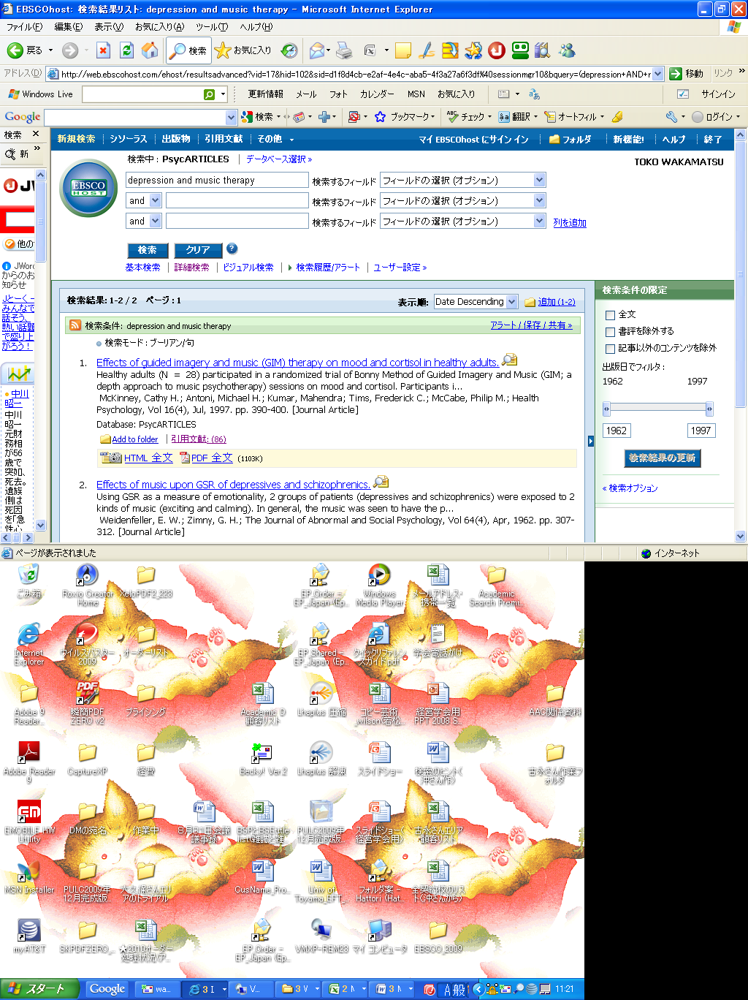 EBSCOhost: 検索結果リスト: depression and music therapy - Microsoft Internet Explorer
ファイル(F) 編集(E) 表示(V) お気に入り(A) ツール(T) ヘルプ(H)
戻る 検索 お気に入り
アドレス(D) http://web.ebscohost.com/ehost/resultsadvanced?vid=17&hid=102&sid=d1f8d4cb-e2af-4e4c-aba5-4f3a27a6f3df%40sessionmgr10&bquery=(depression+AND+r 移動 リンク »
Windows Live 更新情報 メール フォト カレンダー MSN お気に入り サインイン
Google 検索 ブックマーク チェック 翻訳 オートフィル ログイン
検索 ×
新 »
JW
他の
JWor
からのお
知らせ
Jとーくー
みんなで
話そう、
熱い話題
で盛り上
がろう！
中川
昭一
中川
昭一
元財
務相
が56
歳で
突如、
死去。
遺族
側は
死因
を「急
性心
新規検索 シソーラス 出版物 引用文献 その他 マイ EBSCOhost にサイン イン フォルダ 新機能! ヘルプ 終了
検索中 : PsycARTICLES データベース選択 »
TOKO WAKAMATSU
EBSCO HOST
depression and music therapy 検索するフィールド フィールドの選択 (オプション)
and 検索するフィールド フィールドの選択 (オプション)
and 検索するフィールド フィールドの選択 (オプション) 列を追加
検索 クリア ?
基本検索 詳細検索 ビジュアル検索 検索履歴/アラート ユーザー設定 »
検索結果: 1-2 / 2 ページ : 1
表示順: Date Descending 追加 (1-2)
検索条件: depression and music therapy アラート / 保存 / 共有 »
検索モード : ブーリアン/句
1. Effects of guided imagery and music (GIM) therapy on mood and cortisol in healthy adults.
Healthy adults (N = 28) participated in a randomized trial of Bonny Method of Guided Imagery and Music (GIM; a
depth approach to music psychotherapy) sessions on mood and cortisol. Participants i...
McKinney, Cathy H.; Antoni, Michael H.; Kumar, Mahendra; Tims, Frederick C.; McCabe, Philip M.; Health
Psychology, Vol 16(4), Jul, 1997. pp. 390-400. [Journal Article]
Database: PsycARTICLES
Add to folder 引用文献: (86)
HTML 全文 PDF 全文 (1103K)
2. Effects of music upon GSR of depressives and schizophrenics.
Using GSR as a measure of emotionality, 2 groups of patients (depressives and schizophrenics) were exposed to 2
kinds of music (exciting and calming). In general, the music was seen to have the p...
Weidenfeller, E. W.; Zimny, G. H.; The Journal of Abnormal and Social Psychology, Vol 64(4), Apr, 1962. pp. 307-
312. [Journal Article]
検索条件の限定
全文
書評を除外する
記事以外のコンテンツを除外
出版日でフィルタ :
1962 1997
1962 1997
検索結果の更新
« 検索オプション
ページが表示されました インターネット
ごみ箱
Roxio Creator
Home
XeloPDF2_223
EP Order -
EP_Japan (Ep...
Windows
Media Player
メールアドレス・
携帯一覧
Academic
Search Premi...
Internet
Explorer
ウイルスバスター
2009
オーダーリスト
EP Shared -
EP_Japan (Ep...
クイックリファレン
スガイド.pdf
学会電話がけ
Adobe 9
Reader...
瞬簡PDF
ZERO v2
プライシング
Academic D
顧客リスト
Lhaplus 圧縮
コピー芸術
_wilson(若松...
経営学会用
PPT 2008 S...
AAC関係資料
Adobe Reader
9
CaptureXP
経費
Becky! Ver.2
Lhaplus 解凍
スライドショー
検索のヒント(
沖さん作)
古永さん作業フ
ォルダ
EMOBILE HW
Utility
DMの宛名
作業中
8月31日会議
議事録
BSPとBSEtitle
list(雑誌と雑...
PULC2009年
12月完成版...
スライドショー(
経営学会用)
古永さんエリア
顧客リスト
MSN Installer
PULC2009年
12月完成版...
大久保さんエリ
アのトライアル
CusName_Pro...
Univ of
Toyama_EFT_...
フォルダ案 -
Hattori (Hat...
全契約校のリス
ト(沖さんから)
myAT&T
SKPDFZERO_...
★2010オーダー
処理状況(ア...
EP Order -
EP_Japan (Ep...
VMXP-REM23
マイ コンピュータ
EBSCO_2009
スタート Google wa... 3 I V... 3 V 2 M 3 M A 般 11:21